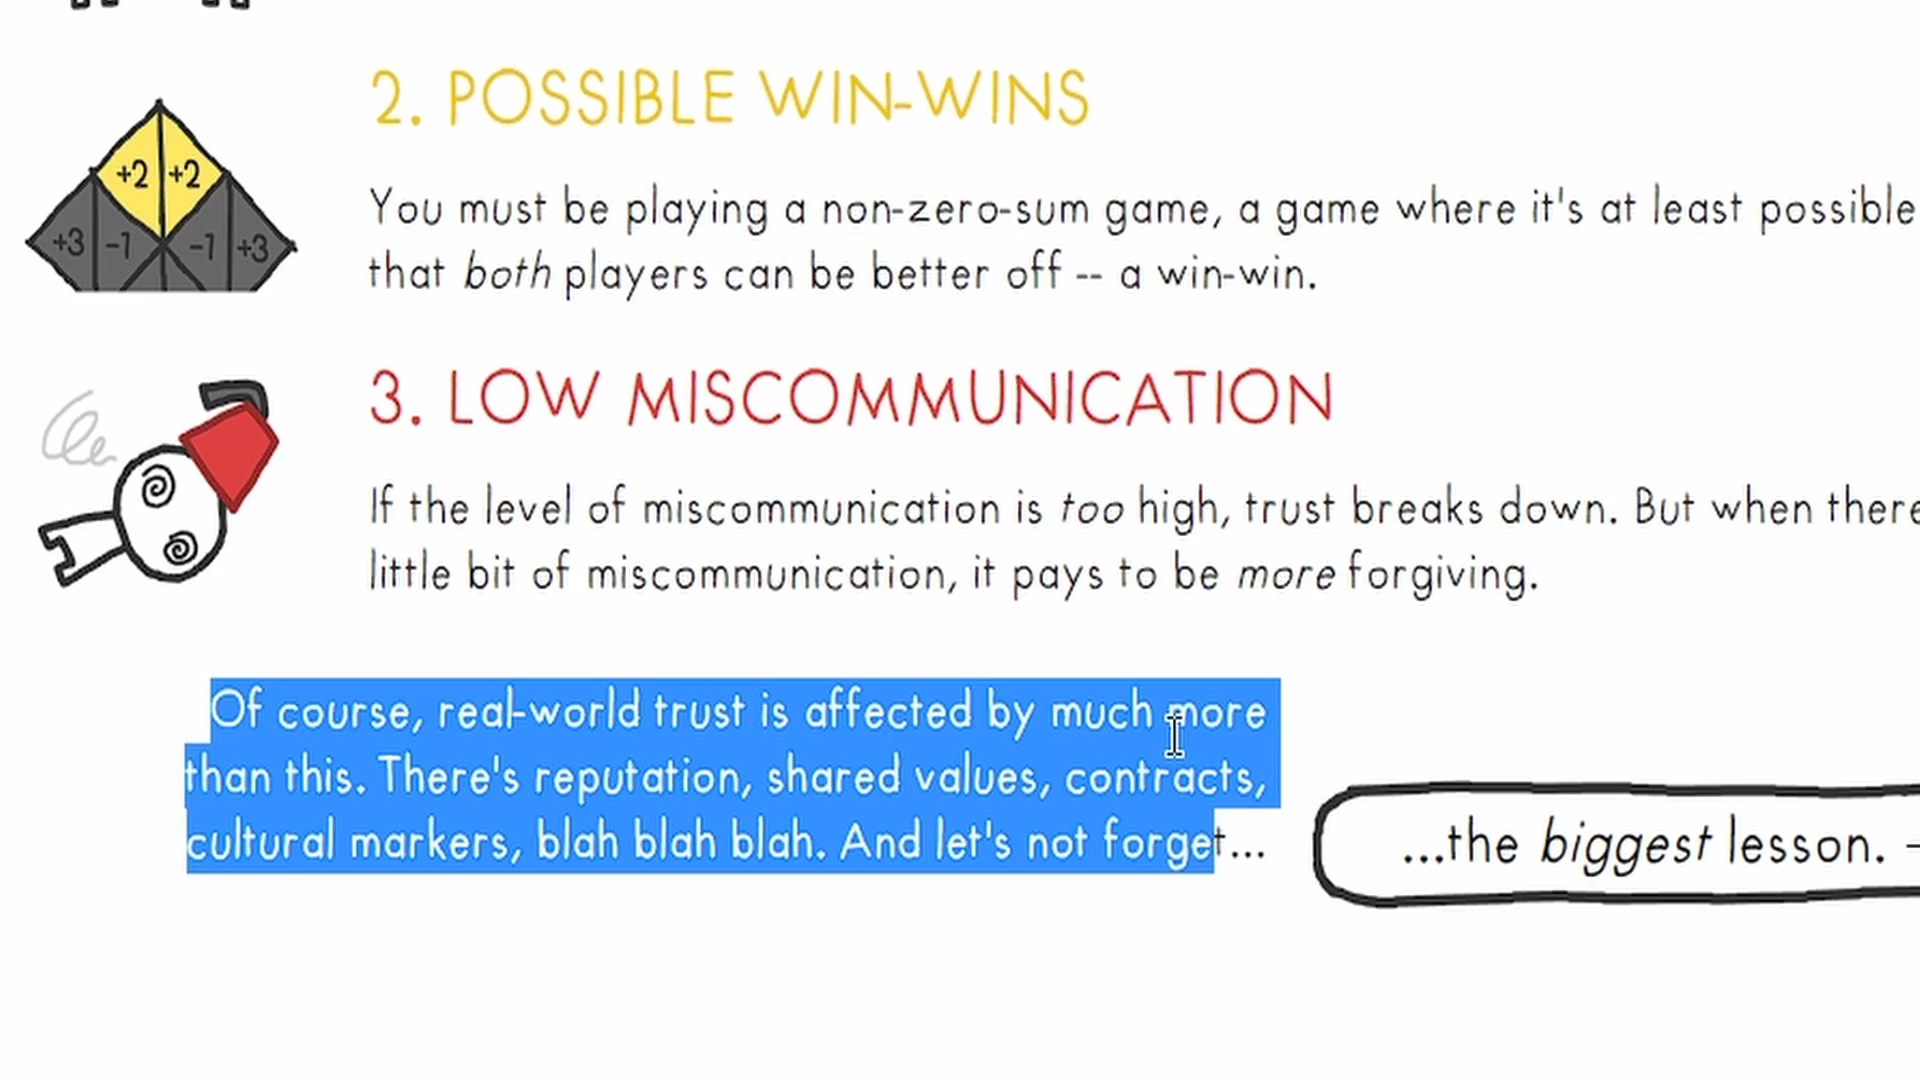 2. POSSIBLE WIN-WINS
+2 +2
+3 -1 -1 +3
You must be playing a non-zero-sum game, a game where it's at least possible
that both players can be better off -- a win-win.
3. LOW MISCOMMUNICATION
If the level of miscommunication is too high, trust breaks down. But when there
little bit of miscommunication, it pays to be more forgiving.
Of course, real-world trust is affected by much more
than this. There's reputation, shared values, contracts,
cultural markers, blah blah blah. And let's not forget...
...the biggest lesson. -